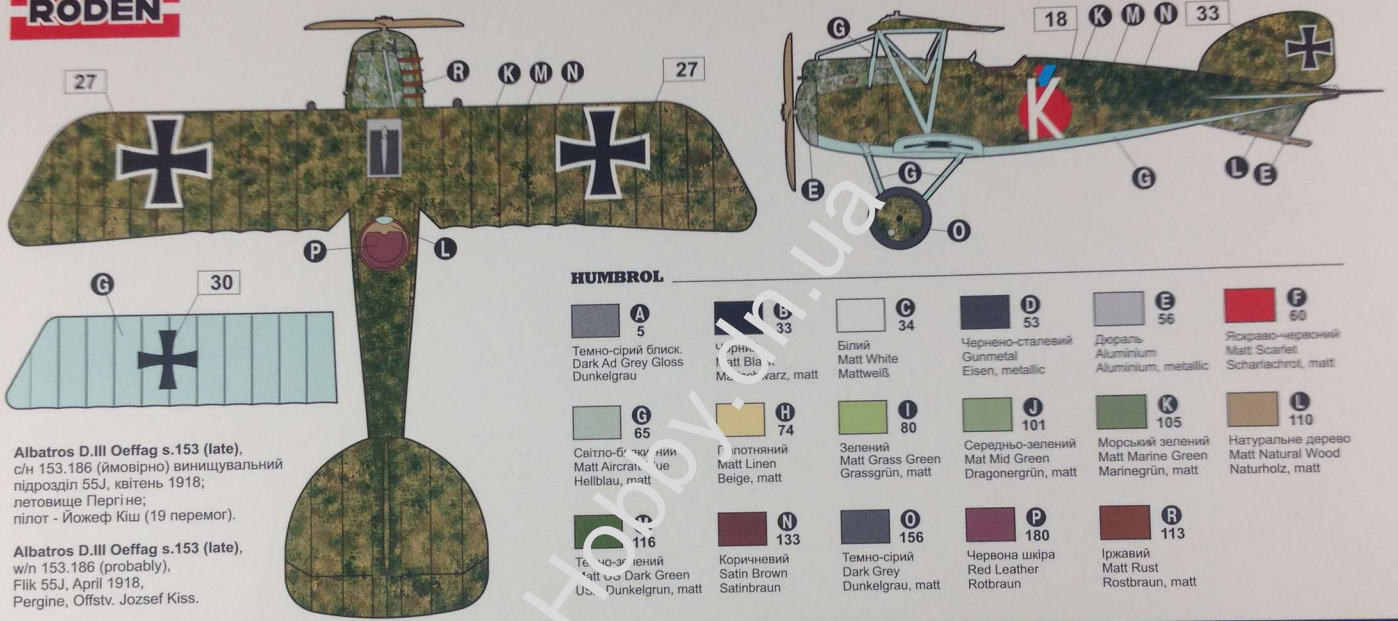 RODEN
27
R
K M N
27
G
18 K M N 33
E
G
G
L E
O
P
L
G
30
HUMBROL
A
5
Темно-сірий блиск.
Dark Ad Grey Gloss
Dunkelgrau
B
33
Matt
matt
C
34
Білий
Matt White
Mattweiß
D
53
Чернено-сталевий
Gunmetal
Eisen, metallic
E
56
Дюраль
Aluminium
Aluminium, metallic
F
60
Яскраво-червоний
Matt Scarlet
Scharlachrot, matt
G
65
Matt
Hellblau, matt
H
74
Matt Linen
Beige, matt
I
80
Зелений
Matt Grass Green
Grassgrün, matt
J
101
Середньо-зелений
Mat Mid Green
Dragonergrün, matt
K
105
Морський зелений
Matt Marine Green
Marinegrün, matt
L
110
Натуральне дерево
Matt Natural Wood
Naturholz, matt
116
Dark Green
Dunkelgrun, matt
N
133
Коричневий
Satin Brown
Satinbraun
O
156
Темно-сірий
Dark Grey
Dunkelgrau, matt
P
180
Червона шкіра
Red Leather
Rotbraun
R
113
Іржавий
Matt Rust
Rostbraun, matt
Albatros D.III Oeffag s.153 (late),
с/н 153.186 (ймовірно) винищувальний
підрозділ 55J, квітень 1918;
летовище Пергіне;
пілот - Йожеф Кіш (19 перемог).
Albatros D.III Oeffag s.153 (late),
w/n 153.186 (probably),
Flik 55J, April 1918,
Pergine, Offstv. Jozsef Kiss.
K
Hobby.dn.ua